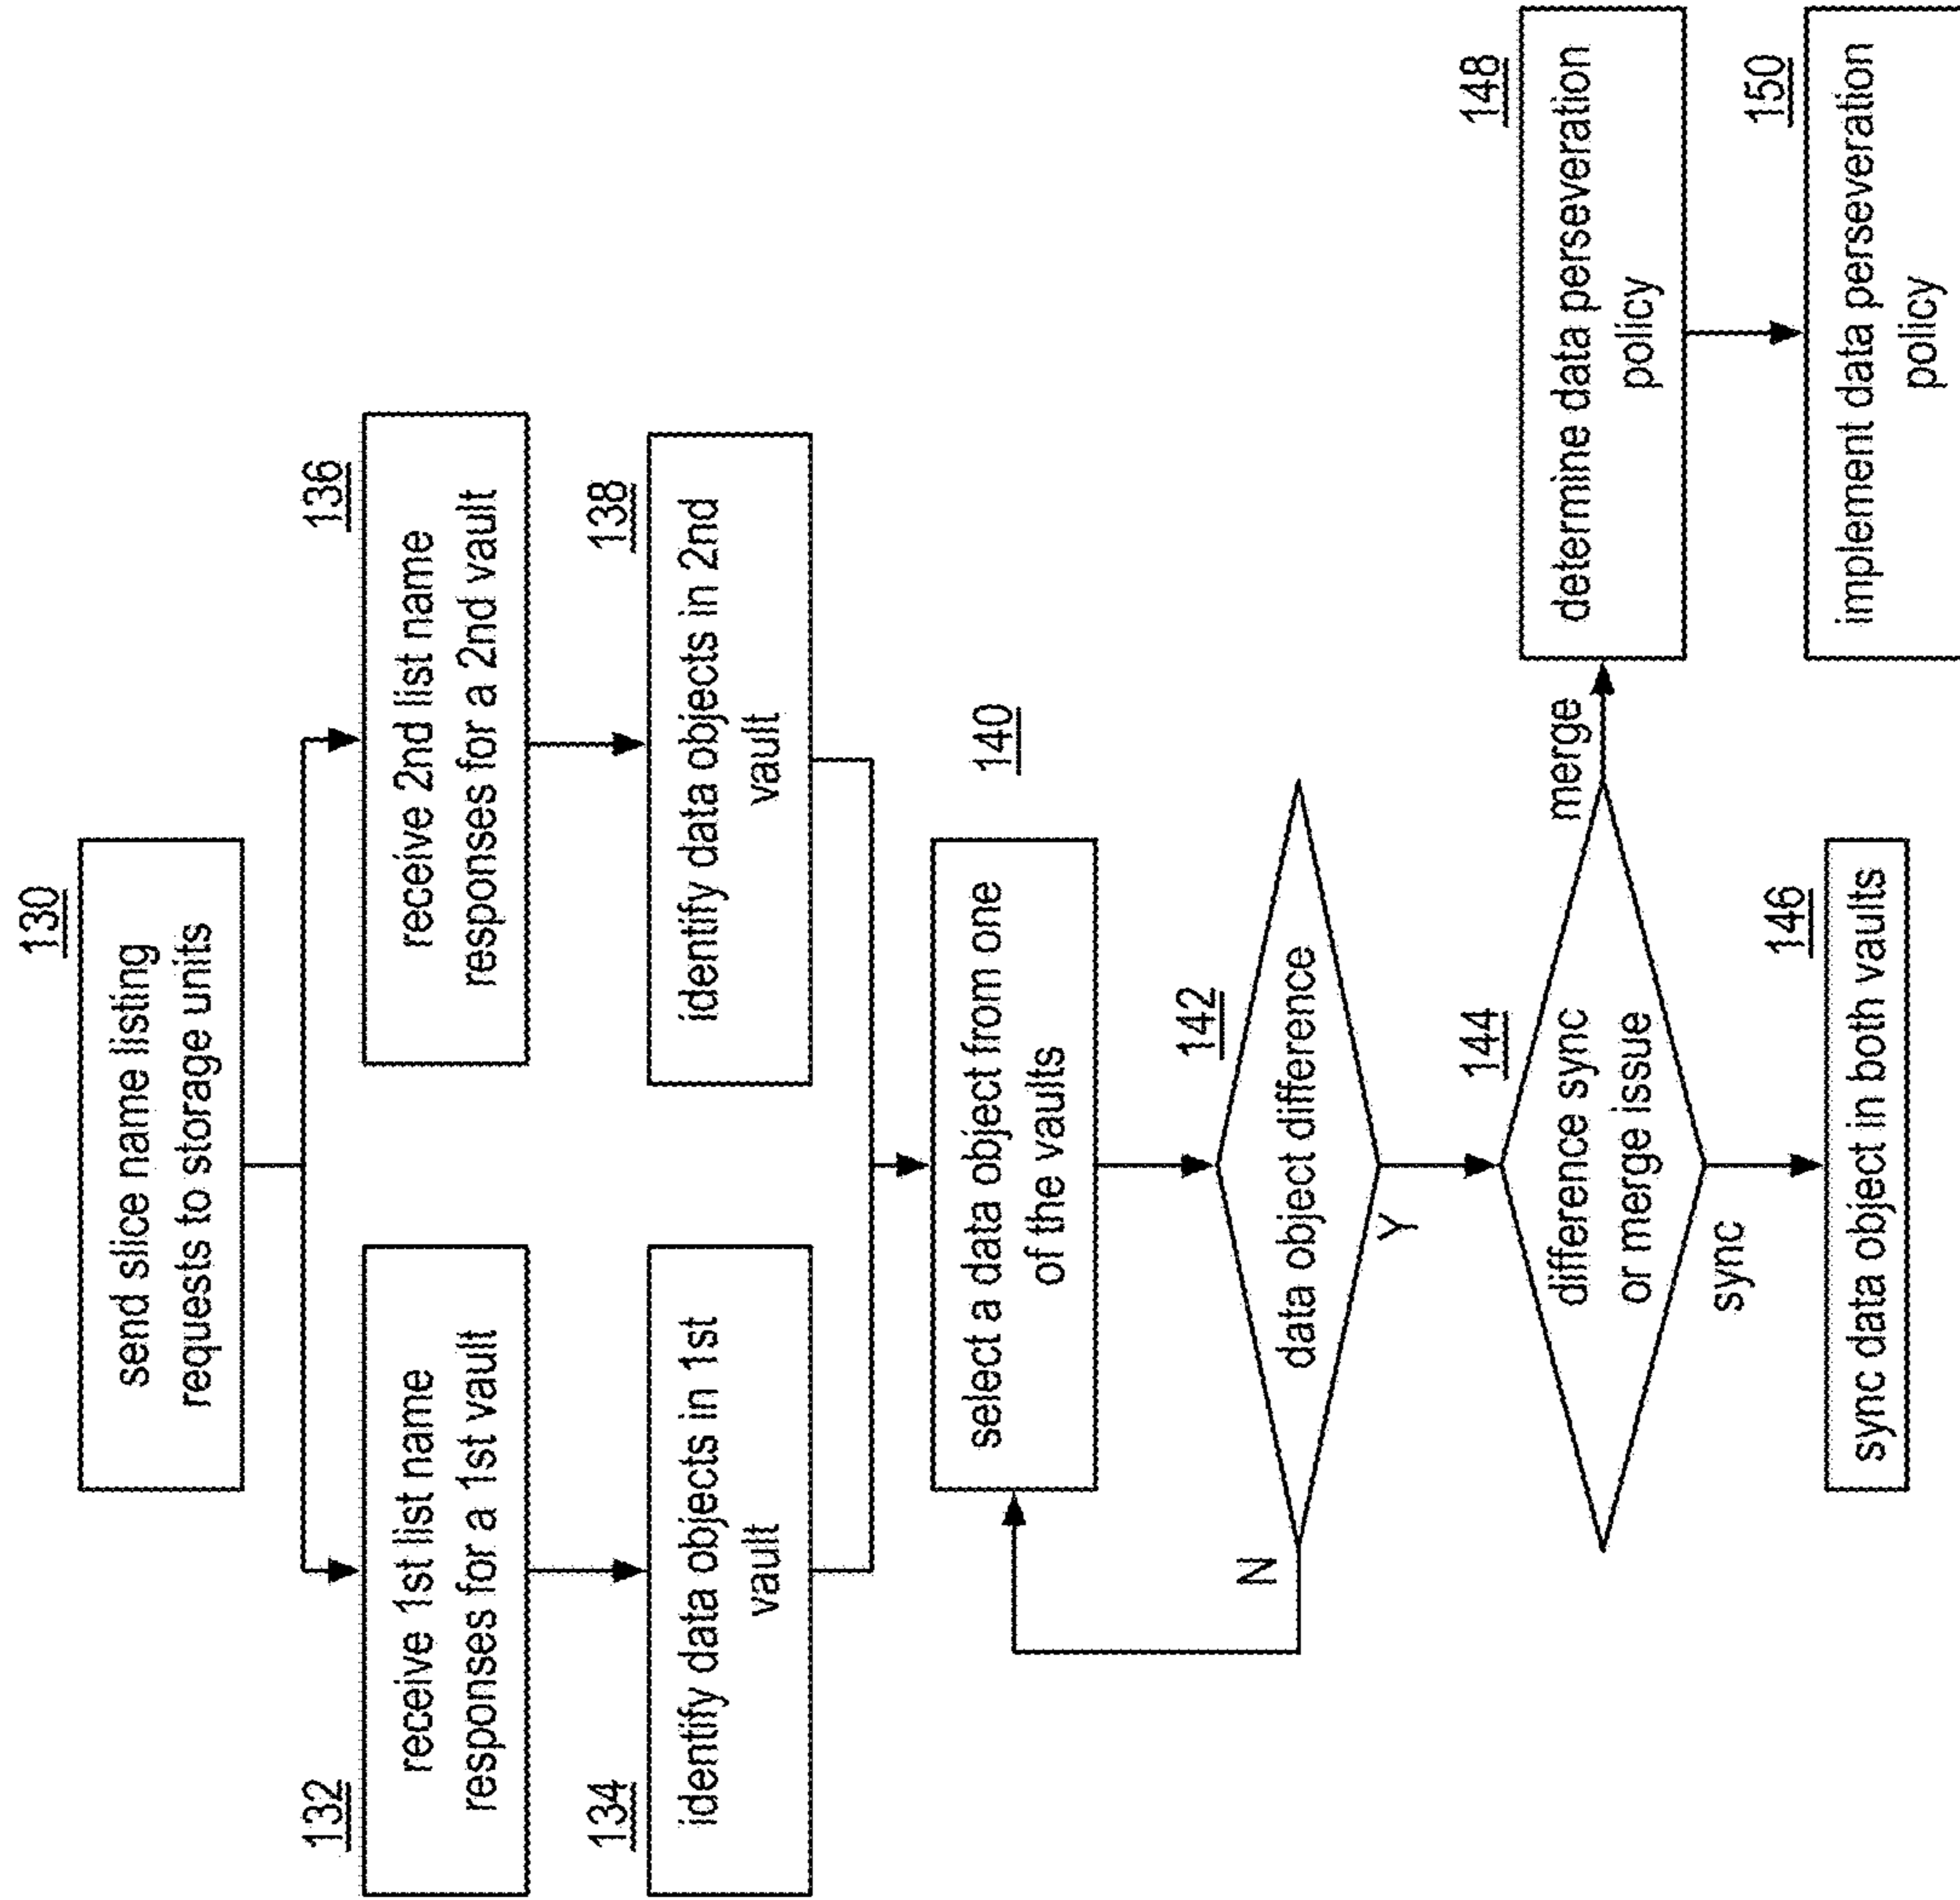 130
send slice name listing
requests to storage units
132
receive 1st list name
responses for a 1st vault
136
receive 2nd list name
responses for a 2nd vault
134
identify data objects in 1st
vault
138
identify data objects in 2nd
vault
140
select a data object from one
of the vaults
142
data object difference
N
Y
144
difference sync
or merge issue
merge
sync
146
sync data object in both vaults
148
determine data perseveration
policy
150
implement data perseveration
policy